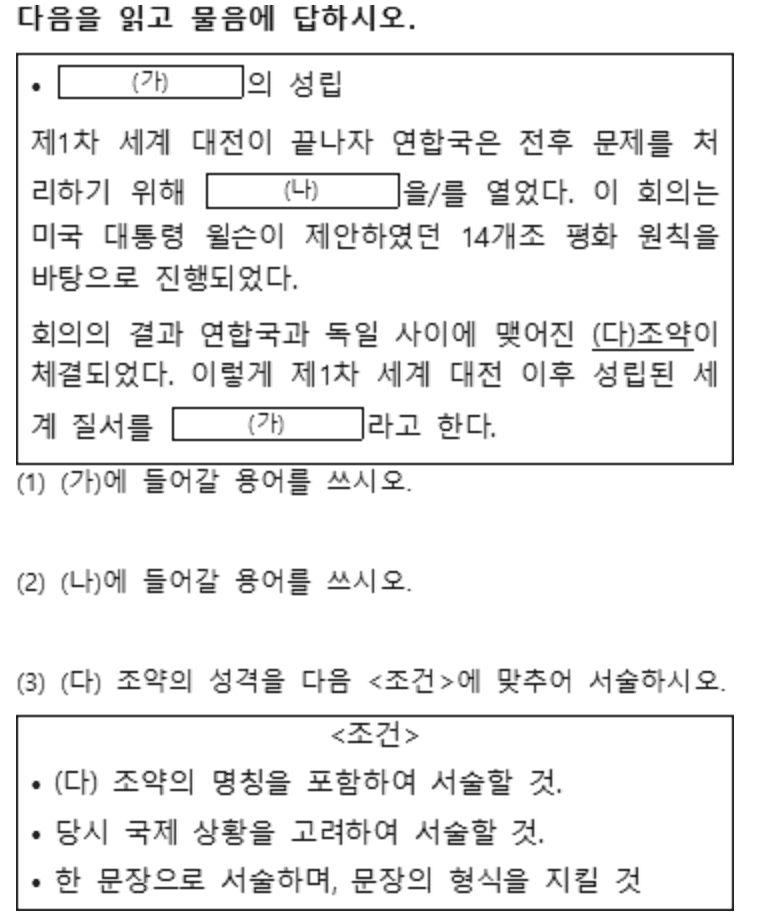 다음을 읽고 물음에 답하시오.
• (가)의 성립
제1차 세계 대전이 끝나자 연합국은 전후 문제를 처
리하기 위해 (나)을/를 열었다. 이 회의는
미국 대통령 윌슨이 제안하였던 14개조 평화 원칙을
바탕으로 진행되었다.
회의의 결과 연합국과 독일 사이에 맺어진 (다)조약이
체결되었다. 이렇게 제1차 세계 대전 이후 성립된 세
계 질서를 (가)라고 한다.
(1) (가)에 들어갈 용어를 쓰시오.
(2) (나)에 들어갈 용어를 쓰시오.
(3) (다) 조약의 성격을 다음 <조건>에 맞추어 서술하시오.
<조건>
• (다) 조약의 명칭을 포함하여 서술할 것.
• 당시 국제 상황을 고려하여 서술할 것.
• 한 문장으로 서술하며, 문장의 형식을 지킬 것